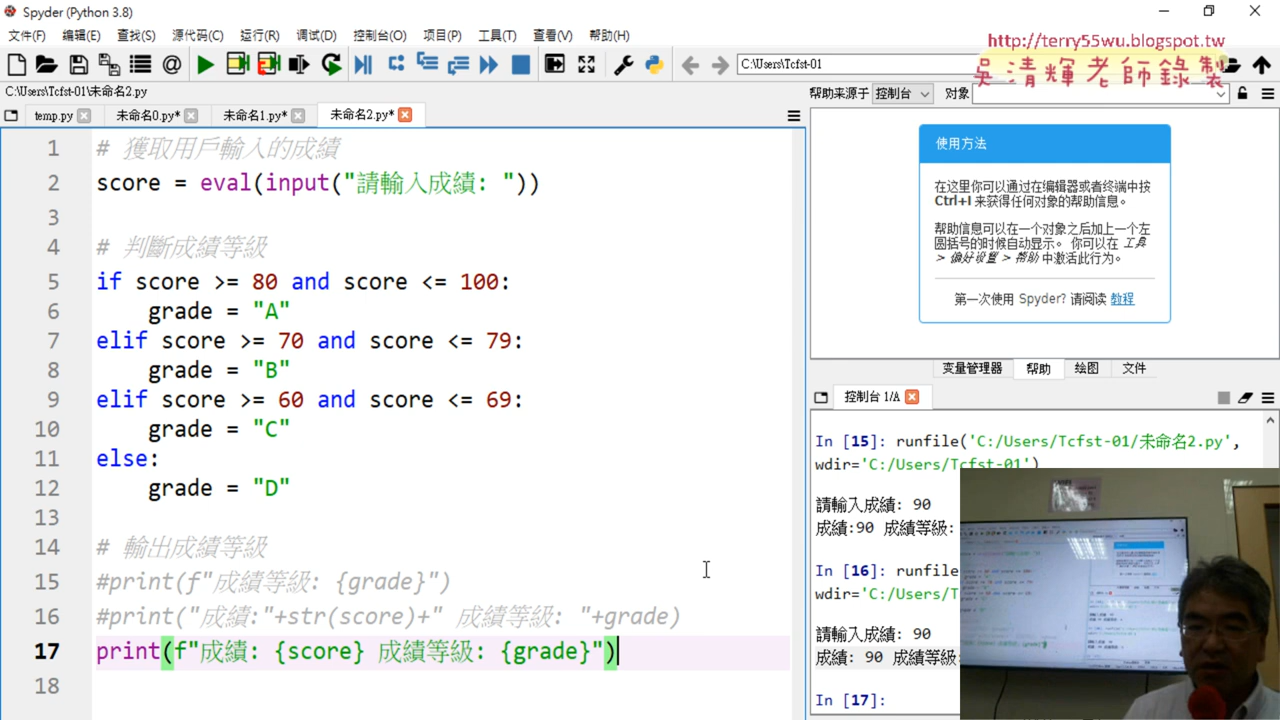 Spyder (Python 3.8)
文件(F) 编辑(E) 查找(S) 源代码(C) 运行(R) 调试(D) 控制台(O) 项目(P) 工具(T) 查看(V) 帮助(H)
http://terry55wu.blogspot.tw
吳清輝老師錄製
C:\Users\Tcfst-01
C:\Users\Tcfst-01\未命名2.py
帮助来源于 控制台 对象
temp.py 未命名0.py* 未命名1.py* 未命名2.py*
1 # 獲取用戶輸入的成績
2 score = eval(input("請輸入成績: "))
3
4 # 判斷成績等級
5 if score >= 80 and score <= 100:
6 grade = "A"
7 elif score >= 70 and score <= 79:
8 grade = "B"
9 elif score >= 60 and score <= 69:
10 grade = "C"
11 else:
12 grade = "D"
13
14 # 輸出成績等級
15 #print(f"成績等級: {grade}")
16 #print("成績:"+str(score)+" 成績等級: "+grade)
17 print(f"成績: {score} 成績等級: {grade}")
18
使用方法
在这里你可以通过在编辑器或者终端中按
Ctrl+I 来获得任何对象的帮助信息。
帮助信息可以在一个对象之后加上一个左
圆括号的时候自动显示。 你可以在 工具
> 偏好设置 > 帮助 中激活此行为。
第一次使用 Spyder? 请阅读 教程
变量管理器 帮助 绘图 文件
控制台 1/A
In [15]: runfile('C:/Users/Tcfst-01/未命名2.py',
wdir='C:/Users/Tcfst-01')
請輸入成績: 90
成績:90 成績等級:
In [16]: runfile
wdir='C:/Users/T
請輸入成績: 90
成績: 90 成績等級:
In [17]: